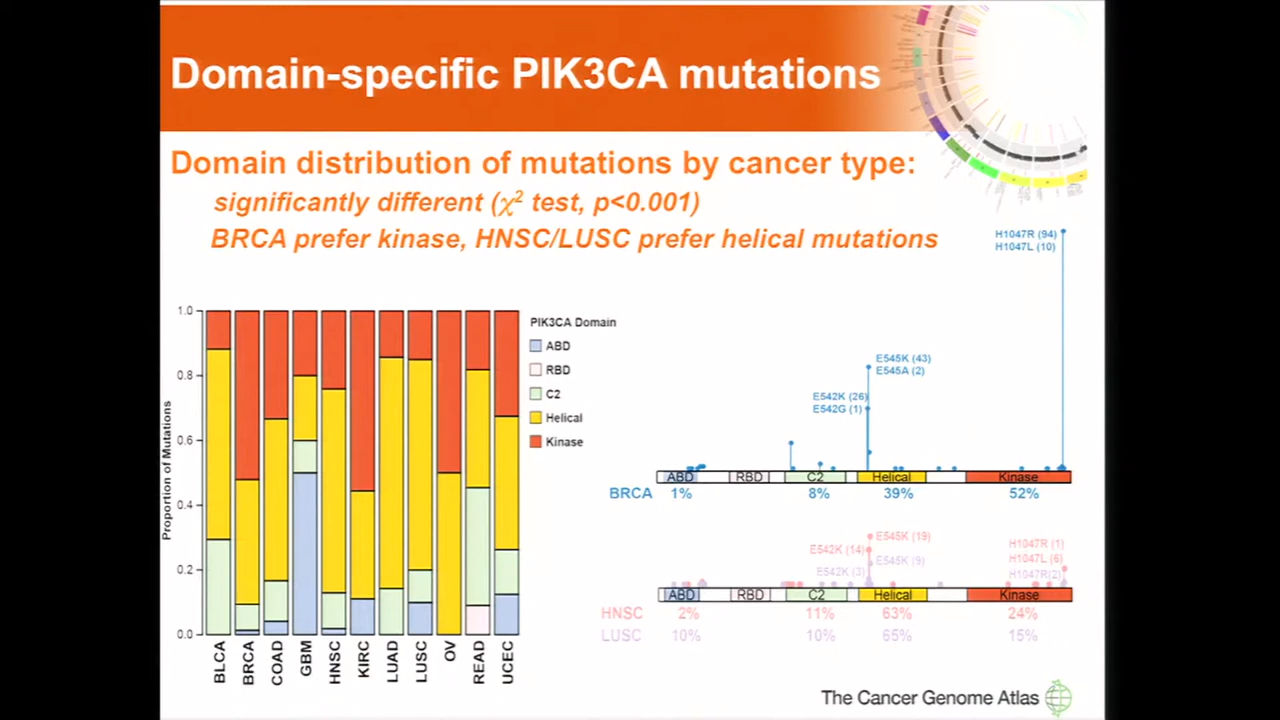 Domain-specific PIK3CA mutations
Domain distribution of mutations by cancer type:
significantly different (χ² test, p<0.001)
BRCA prefer kinase, HNSC/LUSC prefer helical mutations
Proportion of Mutations
1.0
0.8
0.6
0.4
0.2
0.0
BLCA
BRCA
COAD
GBM
HNSC
KIRC
LUAD
LUSC
OV
READ
UCEC
PIK3CA Domain
ABD
RBD
C2
Helical
Kinase
H1047R (94)
H1047L (10)
E545K (43)
E545A (2)
E542K (26)
E542G (1)
ABD RBD C2 Helical Kinase
BRCA 1% 8% 39% 52%
E545K (19)
E542K (14)
E545K (9)
E542K (3)
H1047R (1)
H1047L (6)
H1047R(2)
ABD RBD C2 Helical Kinase
HNSC 2% 11% 63% 24%
LUSC 10% 10% 65% 15%
The Cancer Genome Atlas